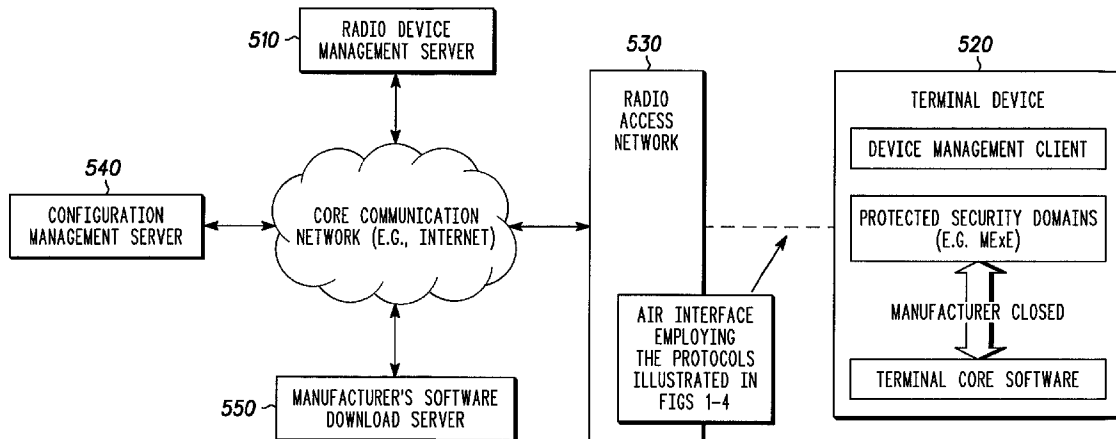 510
RADIO DEVICE
MANAGEMENT SERVER
530
RADIO
ACCESS
NETWORK
520
TERMINAL DEVICE
DEVICE MANAGEMENT CLIENT
540
CONFIGURATION
MANAGEMENT SERVER
CORE COMMUNICATION
NETWORK (E.G., INTERNET)
PROTECTED SECURITY DOMAINS
(E.G. MExE)
AIR INTERFACE
EMPLOYING
THE PROTOCOLS
ILLUSTRATED IN
FIGS 1-4
MANUFACTURER CLOSED
TERMINAL CORE SOFTWARE
550
MANUFACTURER'S SOFTWARE
DOWNLOAD SERVER